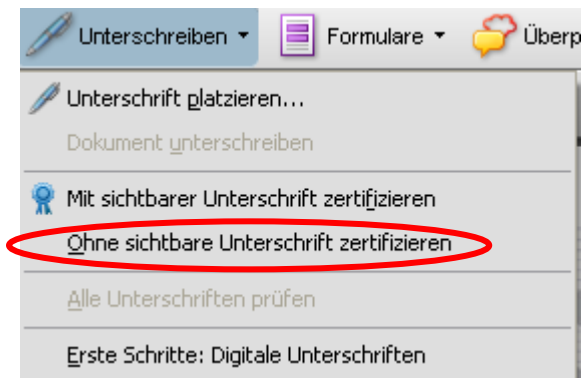 Unterschreiben Formulare Überp
Unterschrift platzieren...
Dokument unterschreiben
Mit sichtbarer Unterschrift zertifizieren
Ohne sichtbare Unterschrift zertifizieren
Alle Unterschriften prüfen
Erste Schritte: Digitale Unterschriften